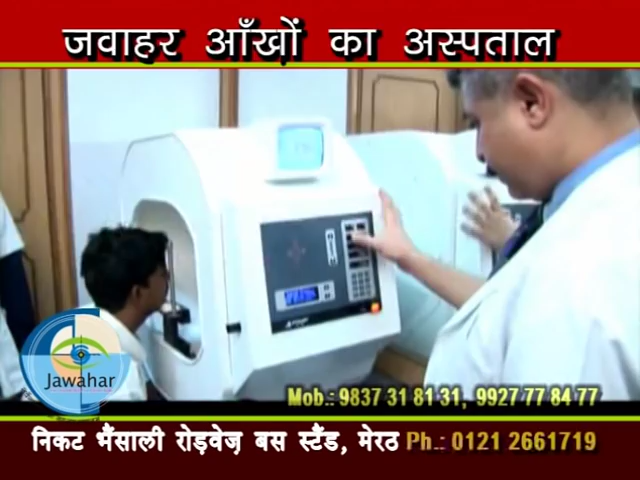 जवाहर आँखों का अस्पताल
Jawahar
Mob.: 9837 31 81 31, 9927 77 84 77
निकट भैंसाली रोड़वेज़ बस स्टैंड, मेरठ Ph.: 0121 2661719